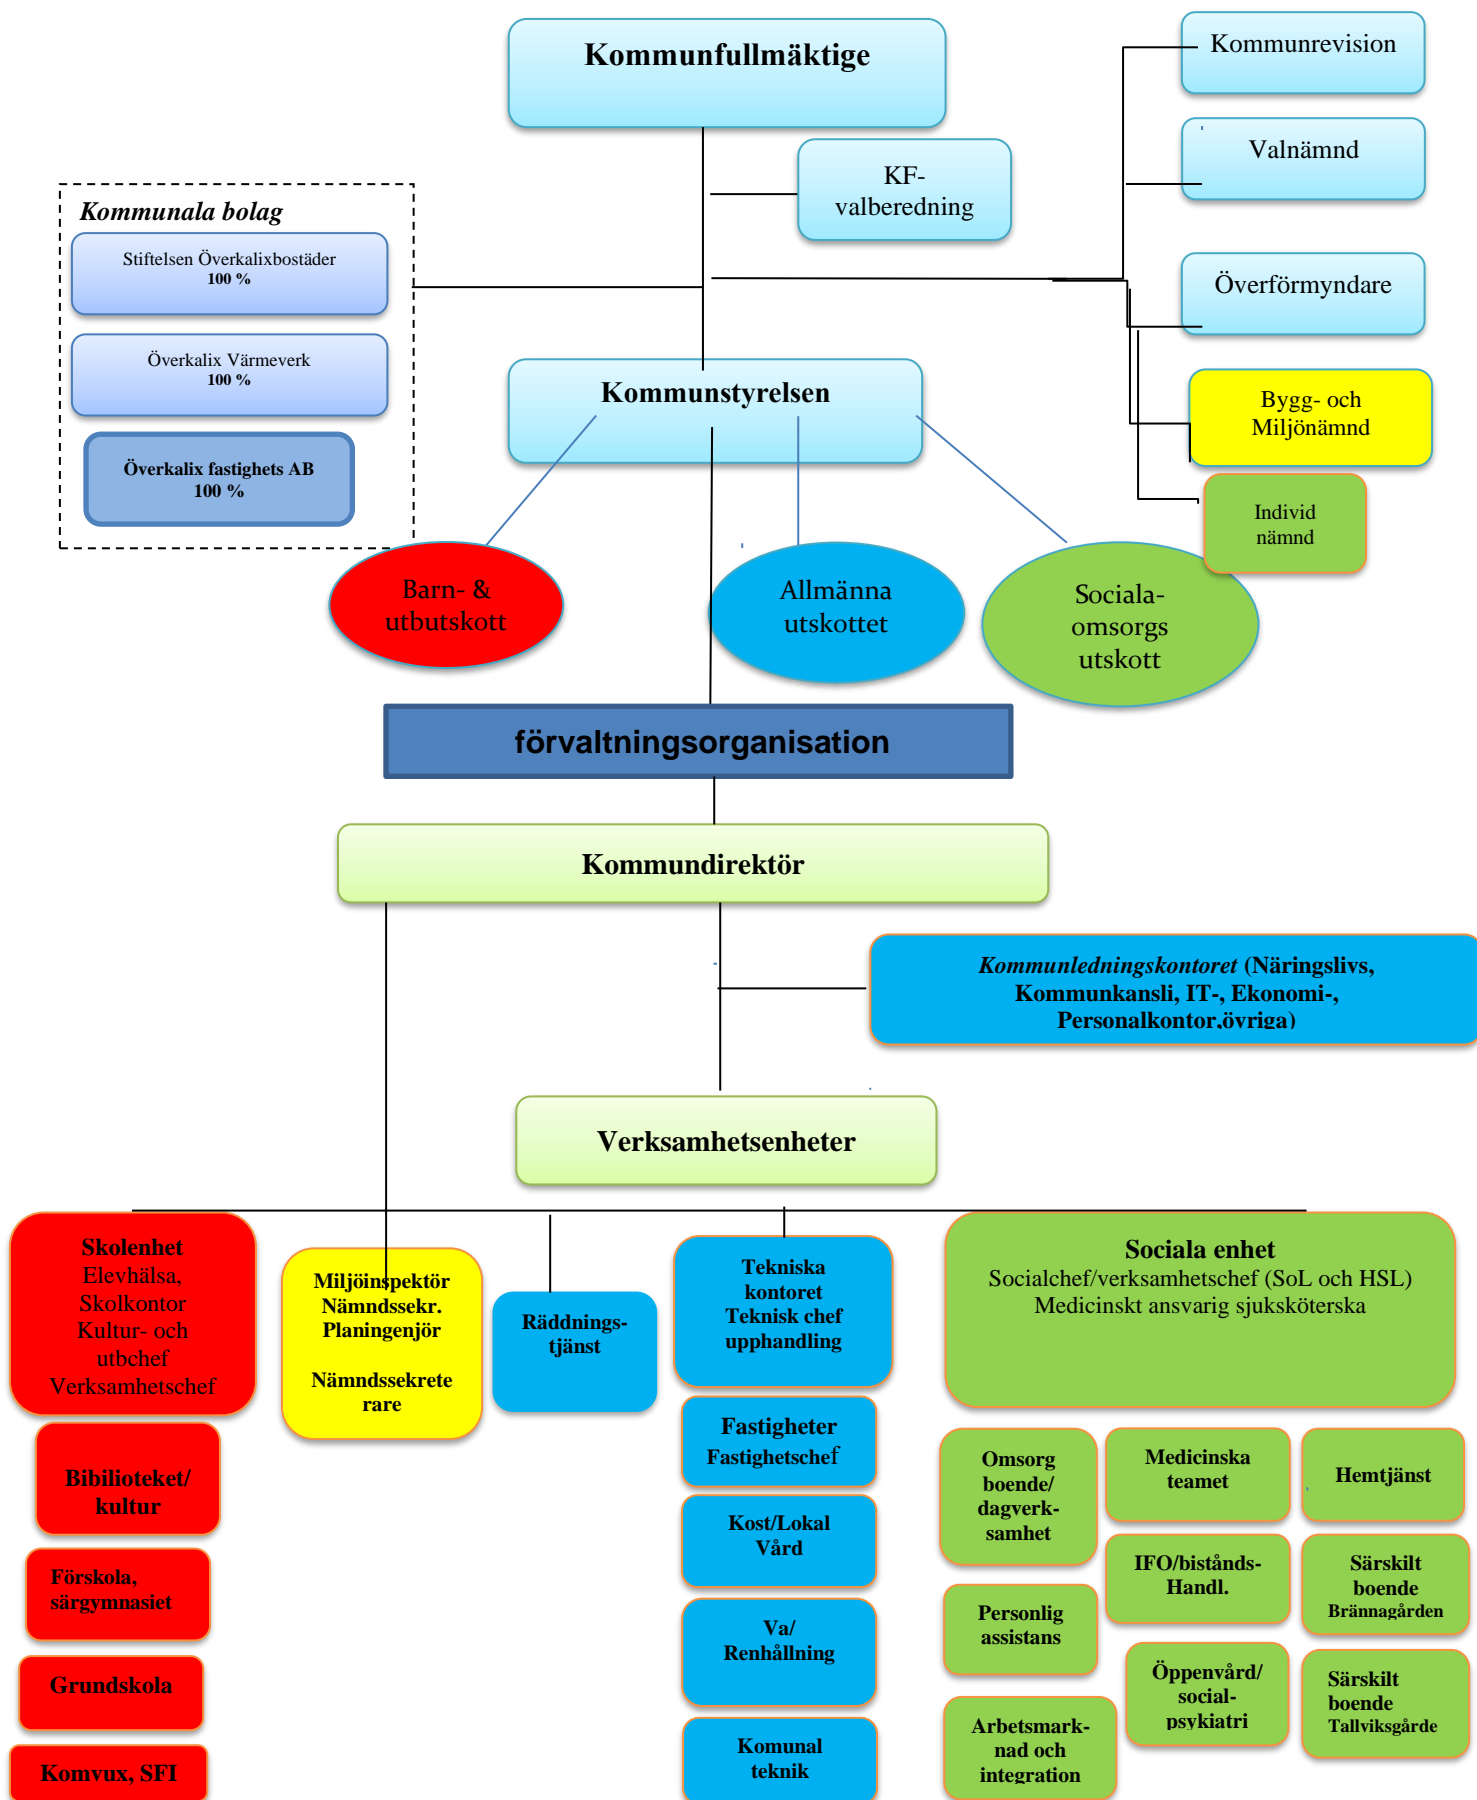 Kommunfullmäktige
Kommunrevision
Valnämnd
KF-
valberedning
Kommunala bolag
Stiftelsen Överkalixbostäder
100 %
Överkalix Värmeverk
100 %
Överkalix fastighets AB
100 %
Överförmyndare
Kommunstyrelsen
Bygg- och
Miljönämnd
Individ
nämnd
Barn- &
utbutskott
Allmänna
utskottet
Sociala-
omsorgs
utskott
förvaltningsorganisation
Kommundirektör
Kommunledningskontoret (Näringslivs,
Kommunkansli, IT-, Ekonomi-,
Personalkontor,övriga)
Verksamhetsenheter
Skolenhet
Elevhälsa,
Skolkontor
Kultur- och
utbchef
Verksamhetschef
Bibilioteket/
kultur
Förskola,
särgymnasiet
Grundskola
Komvux, SFI
Miljöinspektör
Nämndssekr.
Planingenjör
Nämndssekrete
rare
Räddnings-
tjänst
Tekniska
kontoret
Teknisk chef
upphandling
Fastigheter
Fastighetschef
Kost/Lokal
Vård
Va/
Renhållning
Komunal
teknik
Sociala enhet
Socialchef/verksamhetschef (SoL och HSL)
Medicinskt ansvarig sjuksköterska
Omsorg
boende/
dagverk-
samhet
Personlig
assistans
Arbetsmark-
nad och
integration
Medicinska
teamet
IFO/bistånds-
Handl.
Öppenvård/
social-
psykiatri
Hemtjänst
Särskilt
boende
Brännagården
Särskilt
boende
Tallviksgårde